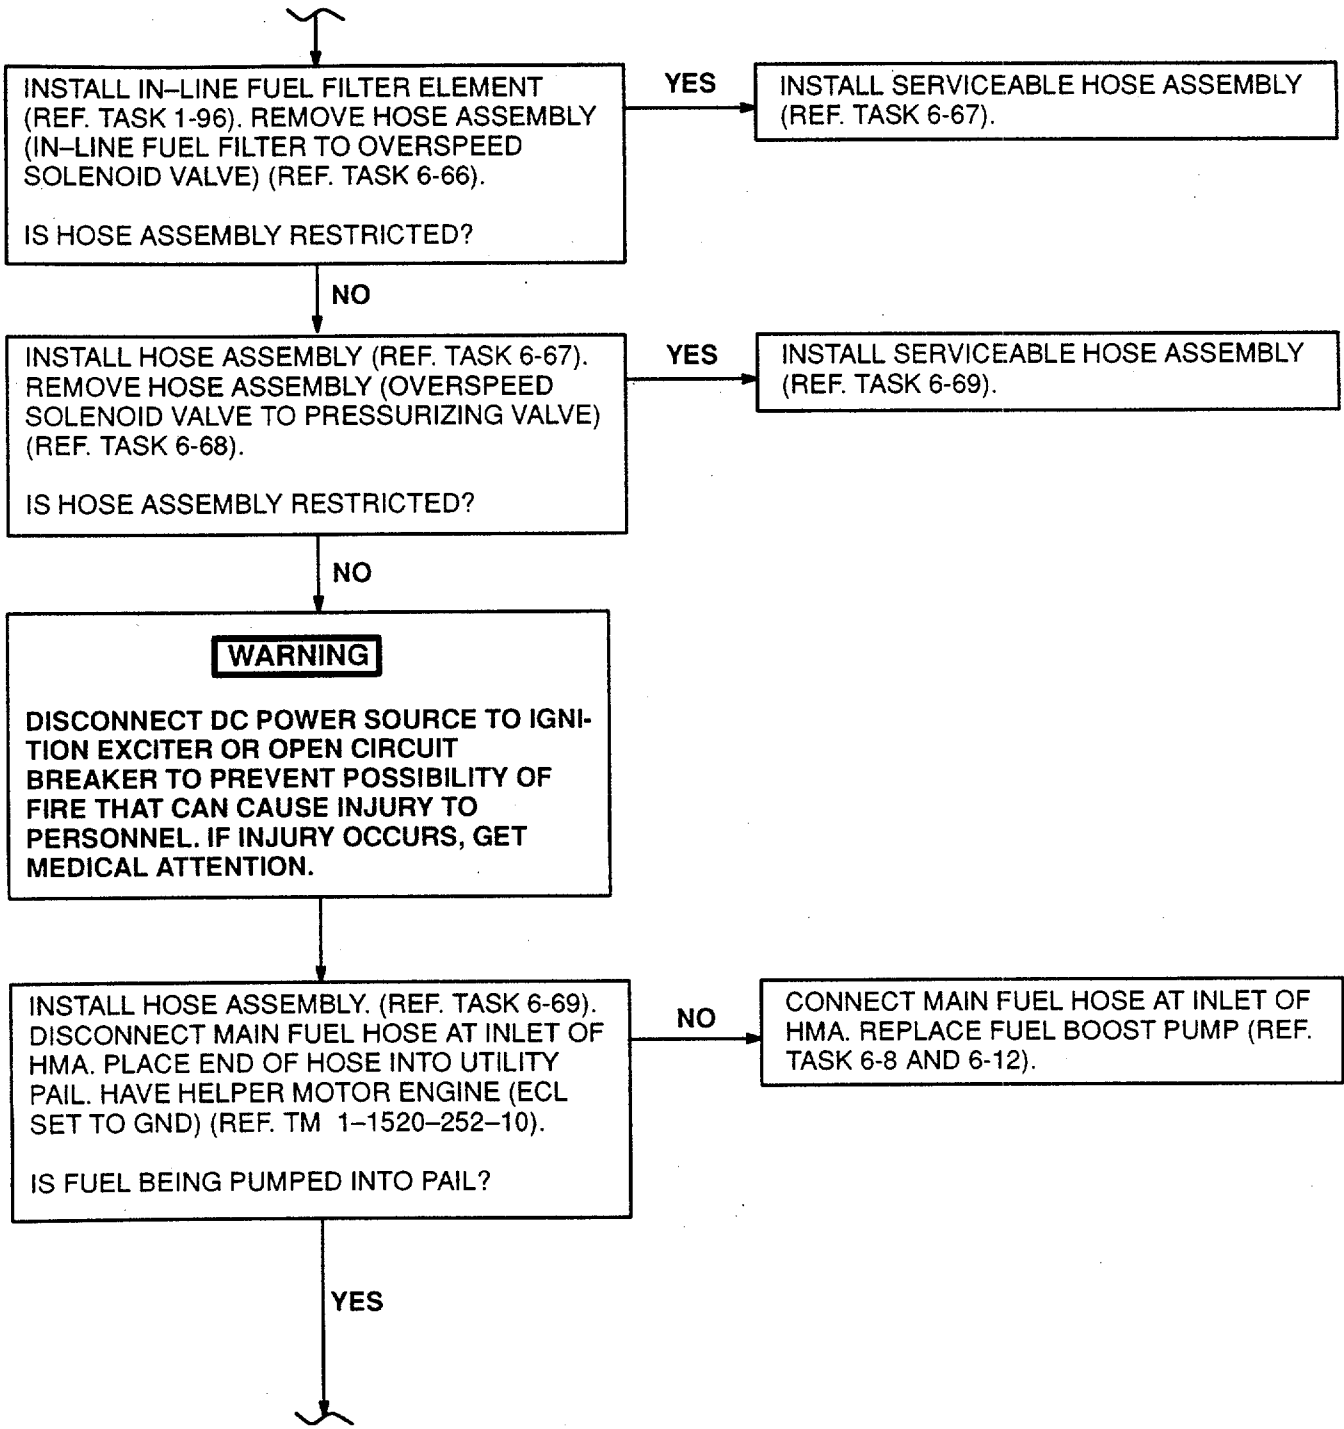 INSTALL IN–LINE FUEL FILTER ELEMENT
(REF. TASK 1-96). REMOVE HOSE ASSEMBLY
(IN–LINE FUEL FILTER TO OVERSPEED
SOLENOID VALVE) (REF. TASK 6-66).
IS HOSE ASSEMBLY RESTRICTED?
YES
INSTALL SERVICEABLE HOSE ASSEMBLY
(REF. TASK 6-67).
NO
INSTALL HOSE ASSEMBLY (REF. TASK 6-67).
REMOVE HOSE ASSEMBLY (OVERSPEED
SOLENOID VALVE TO PRESSURIZING VALVE)
(REF. TASK 6-68).
IS HOSE ASSEMBLY RESTRICTED?
YES
INSTALL SERVICEABLE HOSE ASSEMBLY
(REF. TASK 6-69).
NO
WARNING
DISCONNECT DC POWER SOURCE TO IGNI-
TION EXCITER OR OPEN CIRCUIT
BREAKER TO PREVENT POSSIBILITY OF
FIRE THAT CAN CAUSE INJURY TO
PERSONNEL. IF INJURY OCCURS, GET
MEDICAL ATTENTION.
INSTALL HOSE ASSEMBLY. (REF. TASK 6-69).
DISCONNECT MAIN FUEL HOSE AT INLET OF
HMA. PLACE END OF HOSE INTO UTILITY
PAIL. HAVE HELPER MOTOR ENGINE (ECL
SET TO GND) (REF. TM 1–1520–252–10).
IS FUEL BEING PUMPED INTO PAIL?
NO
CONNECT MAIN FUEL HOSE AT INLET OF
HMA. REPLACE FUEL BOOST PUMP (REF.
TASK 6-8 AND 6-12).
YES